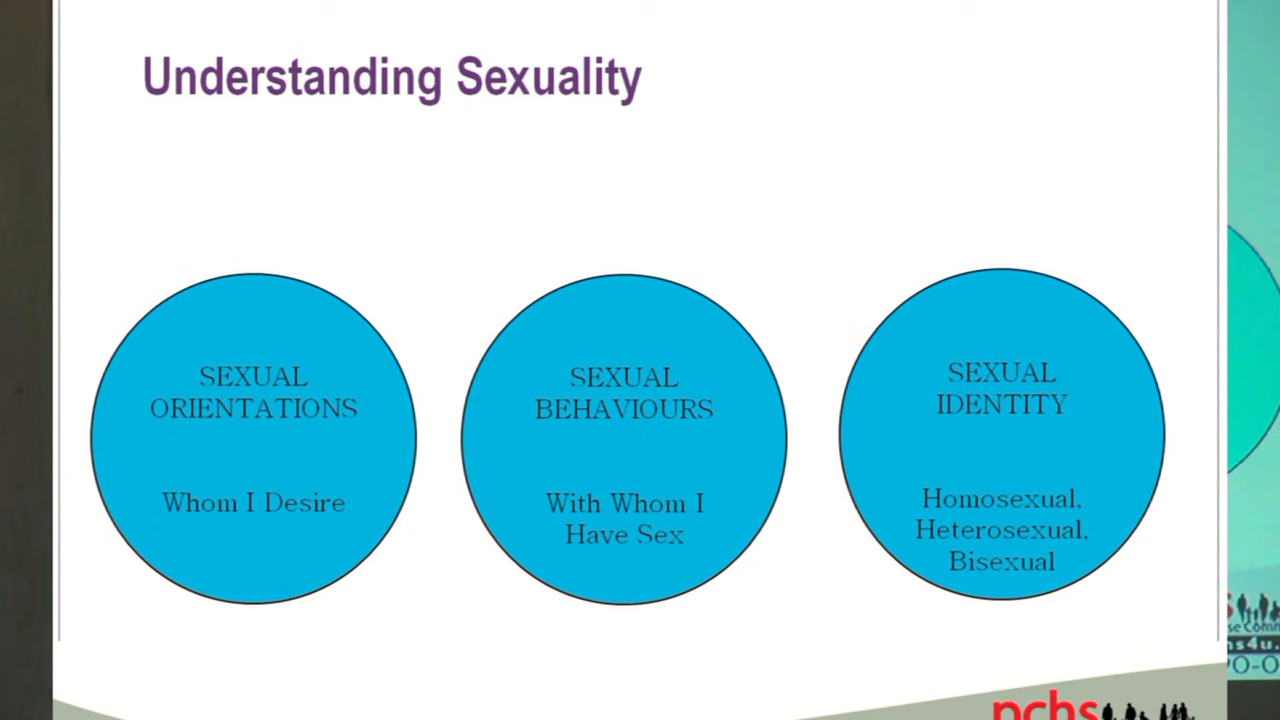 Understanding Sexuality
SEXUAL
ORIENTATIONS
Whom I Desire
SEXUAL
BEHAVIOURS
With Whom I
Have Sex
SEXUAL
IDENTITY
Homosexual,
Heterosexual,
Bisexual
pchs